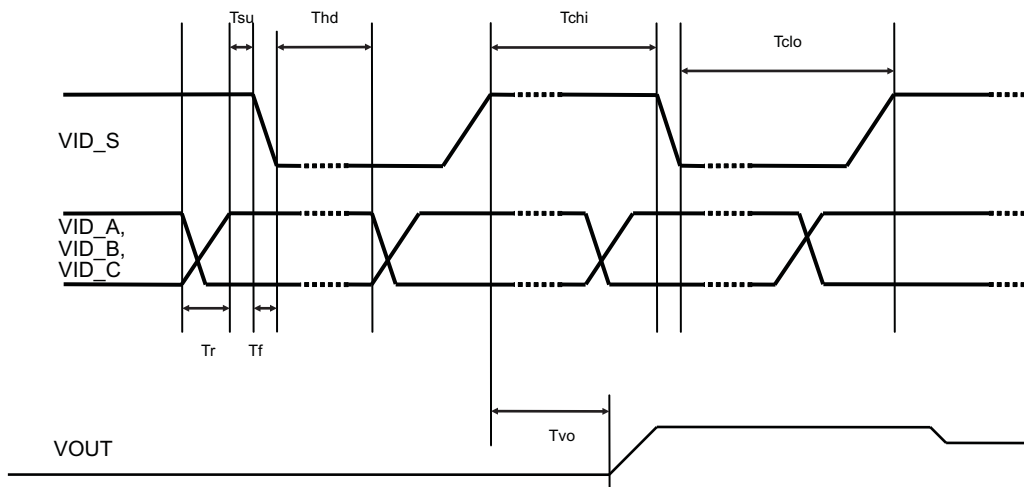 Tsu
Thd
Tchi
Tclo
VID_S
VID_A,
VID_B,
VID_C
Tr
Tf
Tvo
VOUT